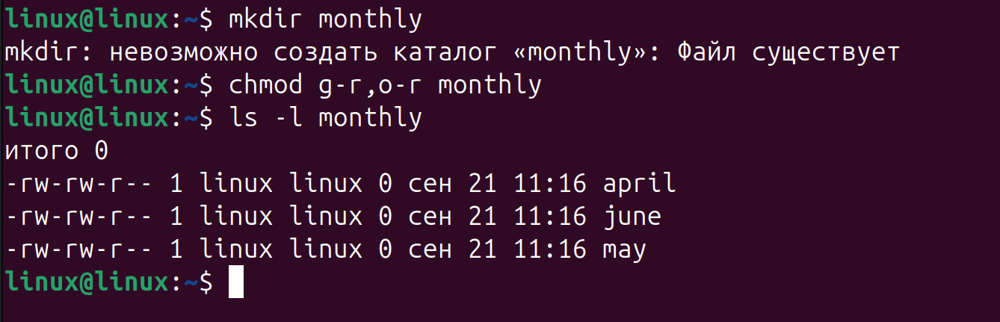 linux@linux:~$ mkdir monthly
mkdir: невозможно создать каталог «monthly»: Файл существует
linux@linux:~$ chmod g-r,o-r monthly
linux@linux:~$ ls -l monthly
итого 0
-rw-rw-r-- 1 linux linux 0 сен 21 11:16 april
-rw-rw-r-- 1 linux linux 0 сен 21 11:16 june
-rw-rw-r-- 1 linux linux 0 сен 21 11:16 may
linux@linux:~$